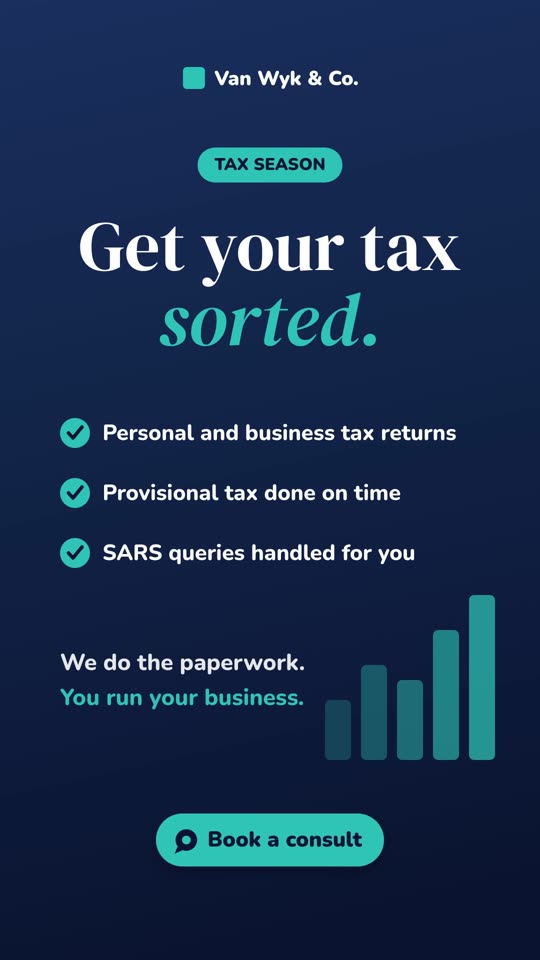 Van Wyk & Co.
TAX SEASON
Get your tax
sorted.
Personal and business tax returns
Provisional tax done on time
SARS queries handled for you
We do the paperwork.
You run your business.
Book a consult